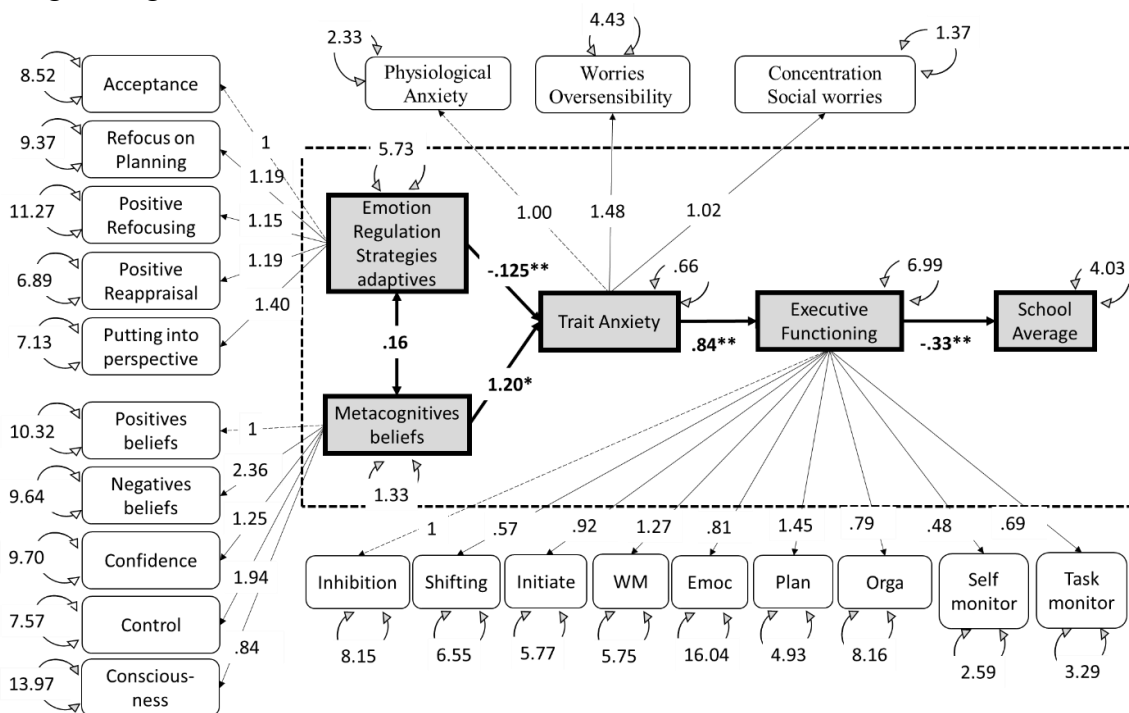 2.33
4.43
1.37
Physiological
Anxiety
Worries
Oversensibility
Concentration
Social worries
8.52
Acceptance
9.37
Refocus on
Planning
11.27
Positive
Refocusing
6.89
Positive
Reappraisal
7.13
Putting into
perspective
1
1.19
1.15
1.19
1.40
5.73
Emotion
Regulation
Strategies
adaptives
1.00
1.48
1.02
-.125**
.66
6.99
4.03
Trait Anxiety
Executive
Functioning
School
Average
.84**
-.33**
.16
1.20*
Metacognitives
beliefs
1.33
10.32
Positives
beliefs
9.64
Negatives
beliefs
9.70
Confidence
7.57
Control
13.97
Conscious-
ness
1
2.36
1.25
1.94
.84
1
.57
.92
1.27
.81
1.45
.79
.48
.69
Inhibition
Shifting
Initiate
WM
Emoc
Plan
Orga
Self
monitor
Task
monitor
8.15
6.55
5.77
5.75
16.04
4.93
8.16
2.59
3.29